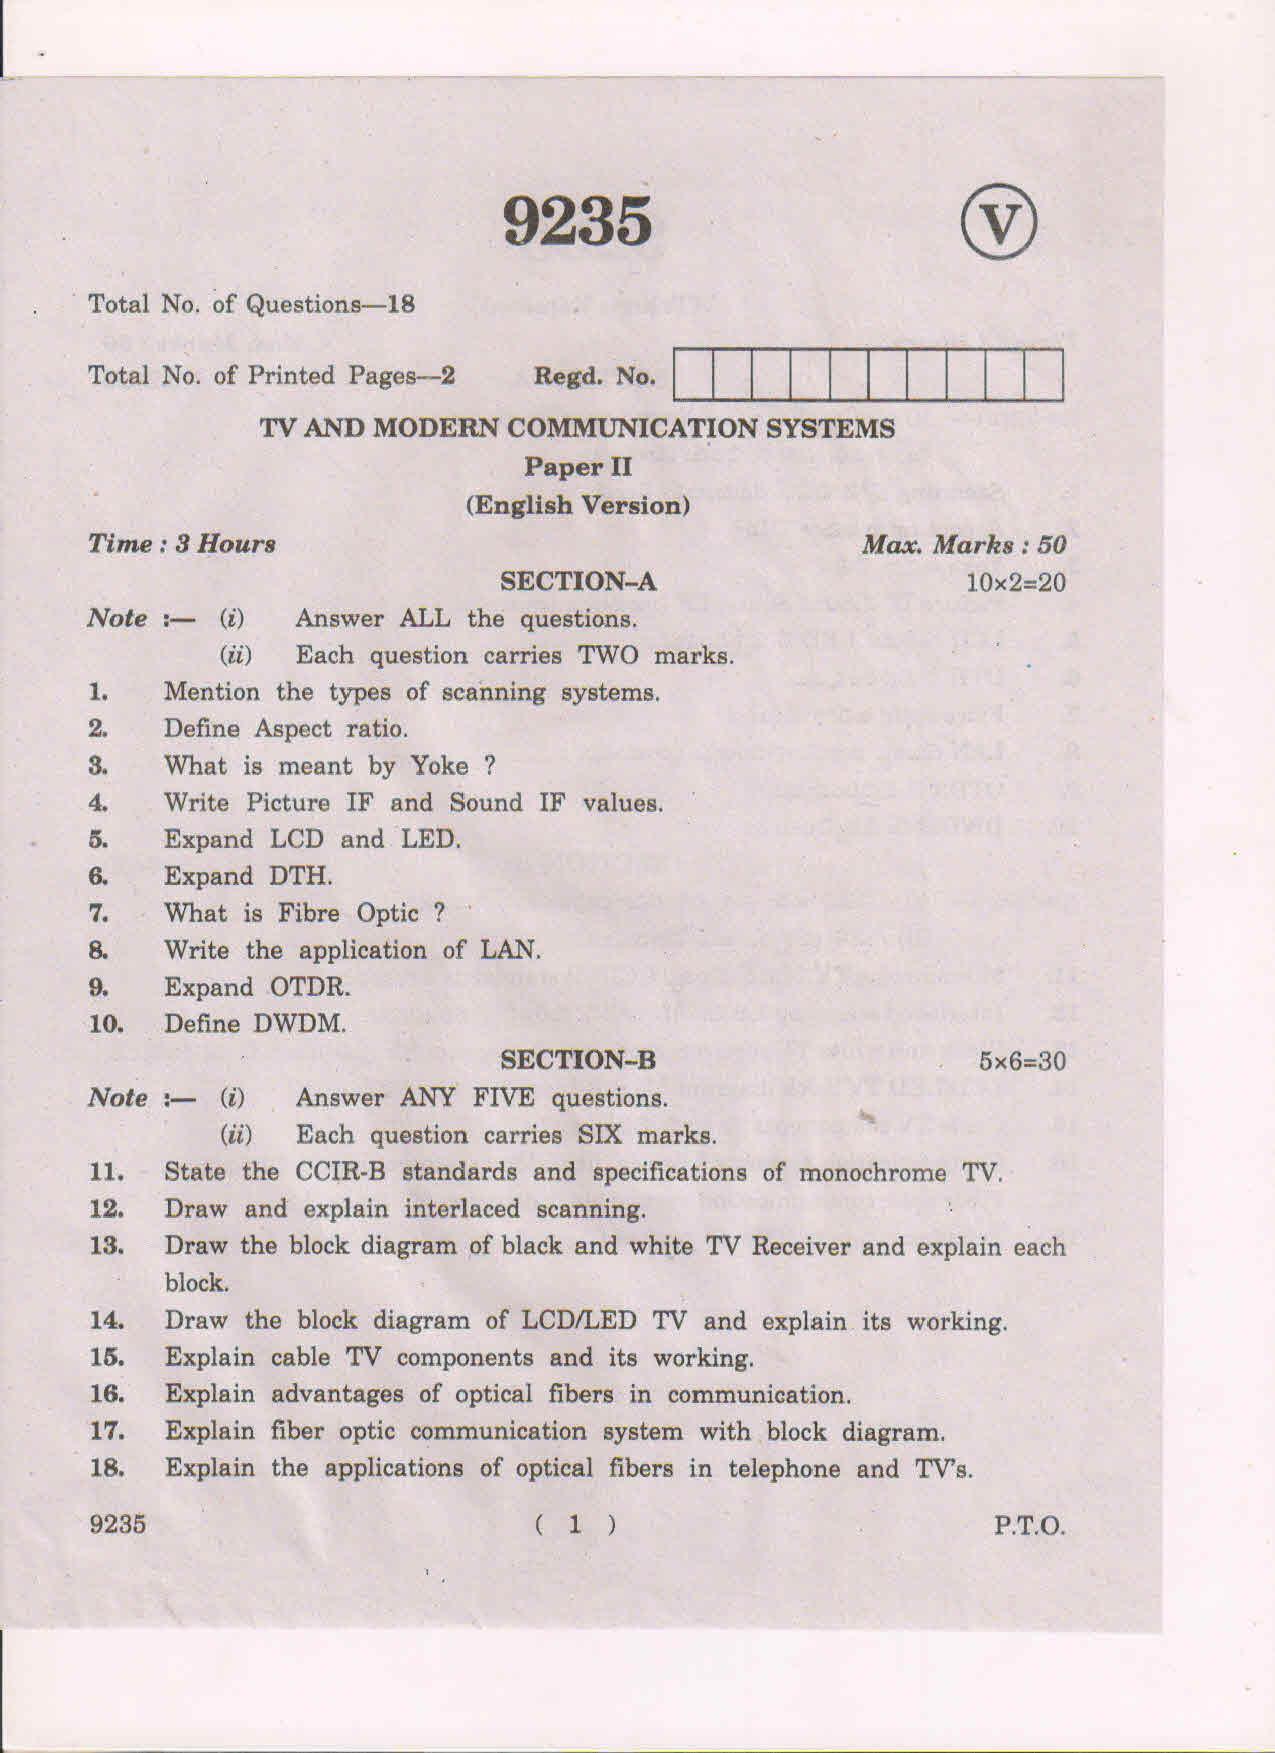 9235
V
Total No. of Questions—18
Total No. of Printed Pages—2 Regd. No.
TV AND MODERN COMMUNICATION SYSTEMS
Paper II
(English Version)
Time : 3 Hours Max. Marks : 50
SECTION–A 10×2=20
Note :— (i) Answer ALL the questions.
(ii) Each question carries TWO marks.
1. Mention the types of scanning systems.
2. Define Aspect ratio.
3. What is meant by Yoke ?
4. Write Picture IF and Sound IF values.
5. Expand LCD and LED.
6. Expand DTH.
7. What is Fibre Optic ?
8. Write the application of LAN.
9. Expand OTDR.
10. Define DWDM.
SECTION–B 5×6=30
Note :— (i) Answer ANY FIVE questions.
(ii) Each question carries SIX marks.
11. State the CCIR-B standards and specifications of monochrome TV.
12. Draw and explain interlaced scanning.
13. Draw the block diagram of black and white TV Receiver and explain each
block.
14. Draw the block diagram of LCD/LED TV and explain its working.
15. Explain cable TV components and its working.
16. Explain advantages of optical fibers in communication.
17. Explain fiber optic communication system with block diagram.
18. Explain the applications of optical fibers in telephone and TV's.
9235 ( 1 ) P.T.O.